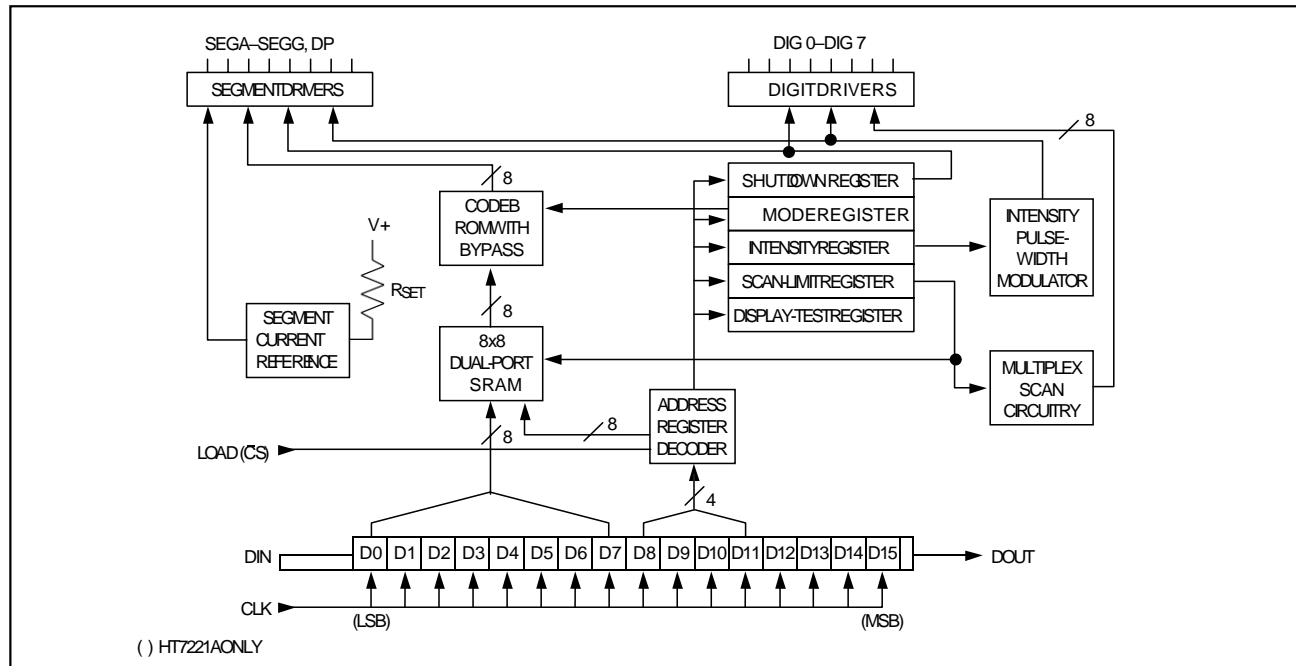 SEGA–SEGG, DP
DIG 0–DIG 7
SEGMENTDRIVERS
DIGITDRIVERS
8
8
SHUTDOWNREGISTER
MODEREGISTER
INTENSITYREGISTER
SCAN-LIMITREGISTER
DISPLAY-TESTREGISTER
CODEB
ROMWITH
BYPASS
INTENSITY
PULSE-
WIDTH
MODULATOR
V+
RSET
8
SEGMENT
CURRENT
REFERENCE
8x8
DUAL-PORT
SRAM
MULTIPLEX
SCAN
CIRCUITRY
ADDRESS
REGISTER
DECODER
8
8
LOAD (CS)
4
DIN
D0
D1
D2
D3
D4
D5
D6
D7
D8
D9
D10
D11
D12
D13
D14
D15
DOUT
CLK
(LSB)
(MSB)
( ) HT7221AONLY